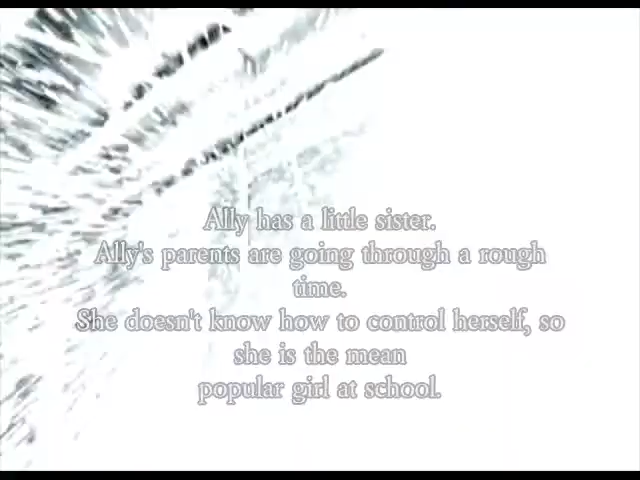 Ally has a little sister.
Ally's parents are going through a rough
time.
She doesn't know how to control herself, so
she is the mean
popular girl at school.